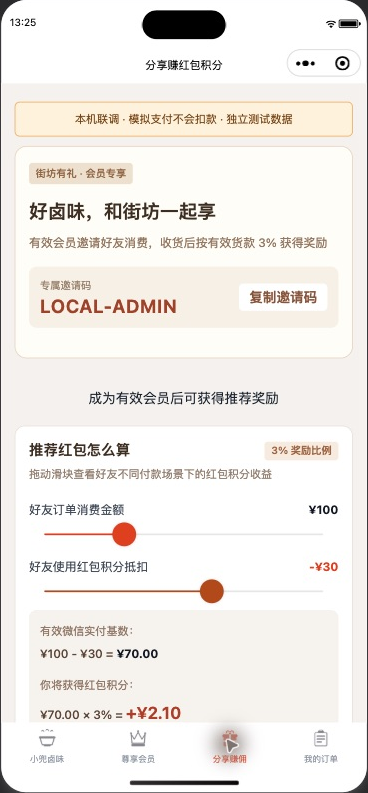 13:25
分享赚红包积分
本机联调 · 模拟支付不会扣款 · 独立测试数据
街坊有礼 · 会员专享
好卤味，和街坊一起享
有效会员邀请好友消费，收货后按有效货款 3% 获得奖励
专属邀请码
LOCAL-ADMIN
复制邀请码
成为有效会员后可获得推荐奖励
推荐红包怎么算
3% 奖励比例
拖动滑块查看好友不同付款场景下的红包积分收益
好友订单消费金额
¥100
好友使用红包积分抵扣
-¥30
有效微信实付基数:
¥100 - ¥30 = ¥70.00
你将获得红包积分:
¥70.00 × 3% = +¥2.10
小兜卤味
尊享会员
分享赚佣
我的订单